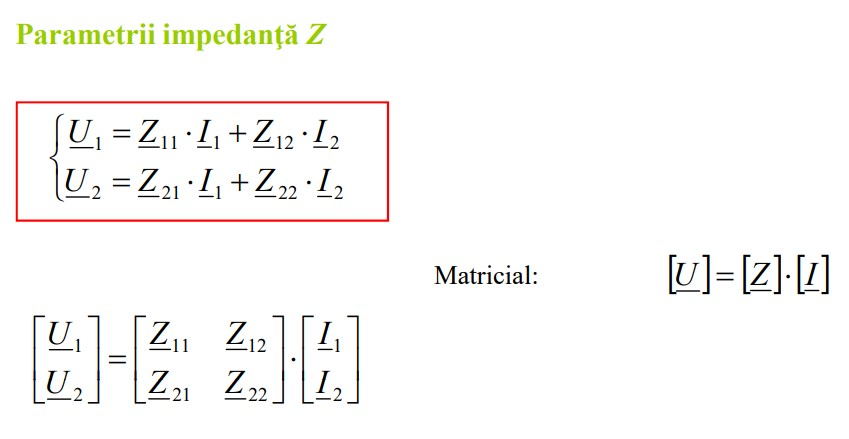 Parametrii impedanţă Z
U₁ = Z₁₁ · I₁ + Z₁₂ · I₂
U₂ = Z₂₁ · I₁ + Z₂₂ · I₂
Matricial: [U]=[Z]·[I]
[U₁] = [Z₁₁ Z₁₂] · [I₁]
[U₂] [Z₂₁ Z₂₂] [I₂]